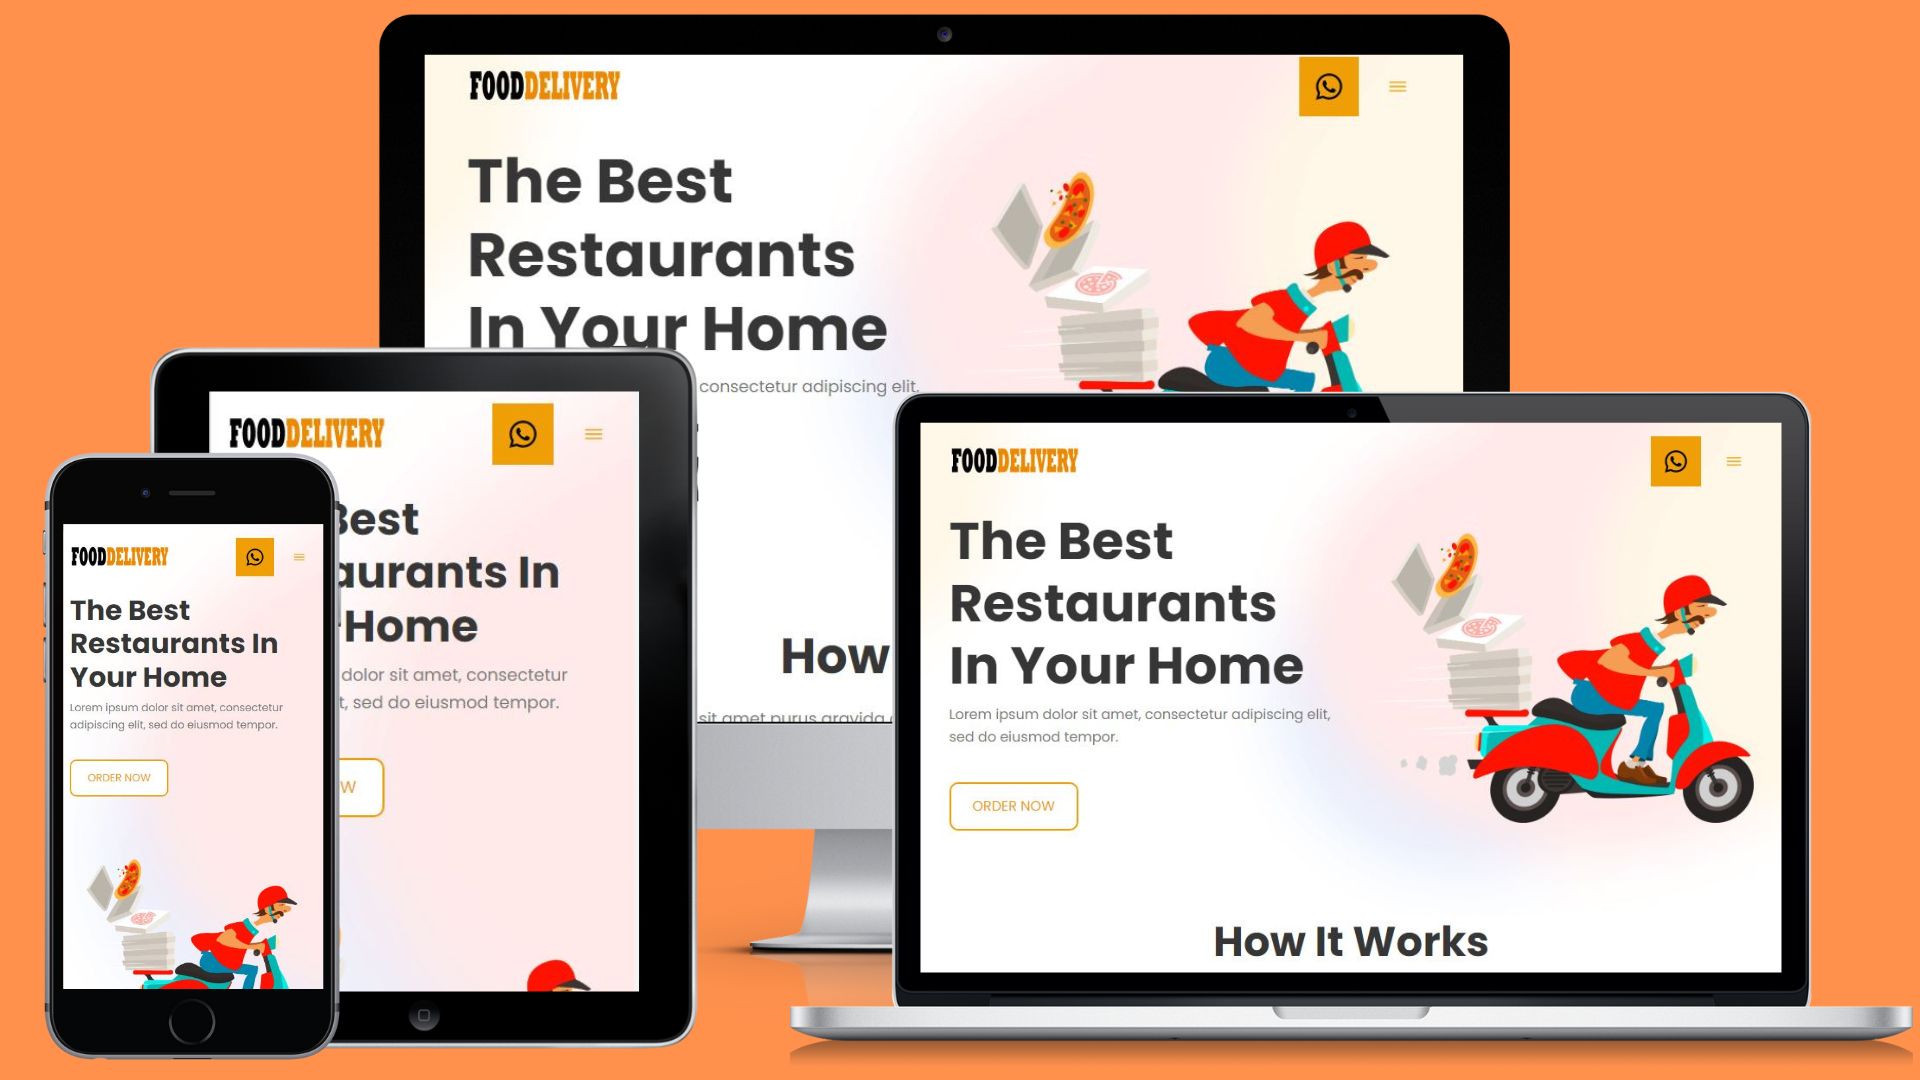 FOODDELIVERY
The Best
Restaurants
In Your Home
consectetur adipiscing elit.
How
sit amet purus gravida
FOODDELIVERY
Best
aurants In
Home
dolor sit amet, consectetur
t, sed do eiusmod tempor.
W
FOODDELIVERY
The Best
Restaurants In
Your Home
Lorem ipsum dolor sit amet, consectetur
adipiscing elit, sed do eiusmod tempor.
ORDER NOW
FOODDELIVERY
The Best
Restaurants
In Your Home
Lorem ipsum dolor sit amet, consectetur adipiscing elit,
sed do eiusmod tempor.
ORDER NOW
How It Works